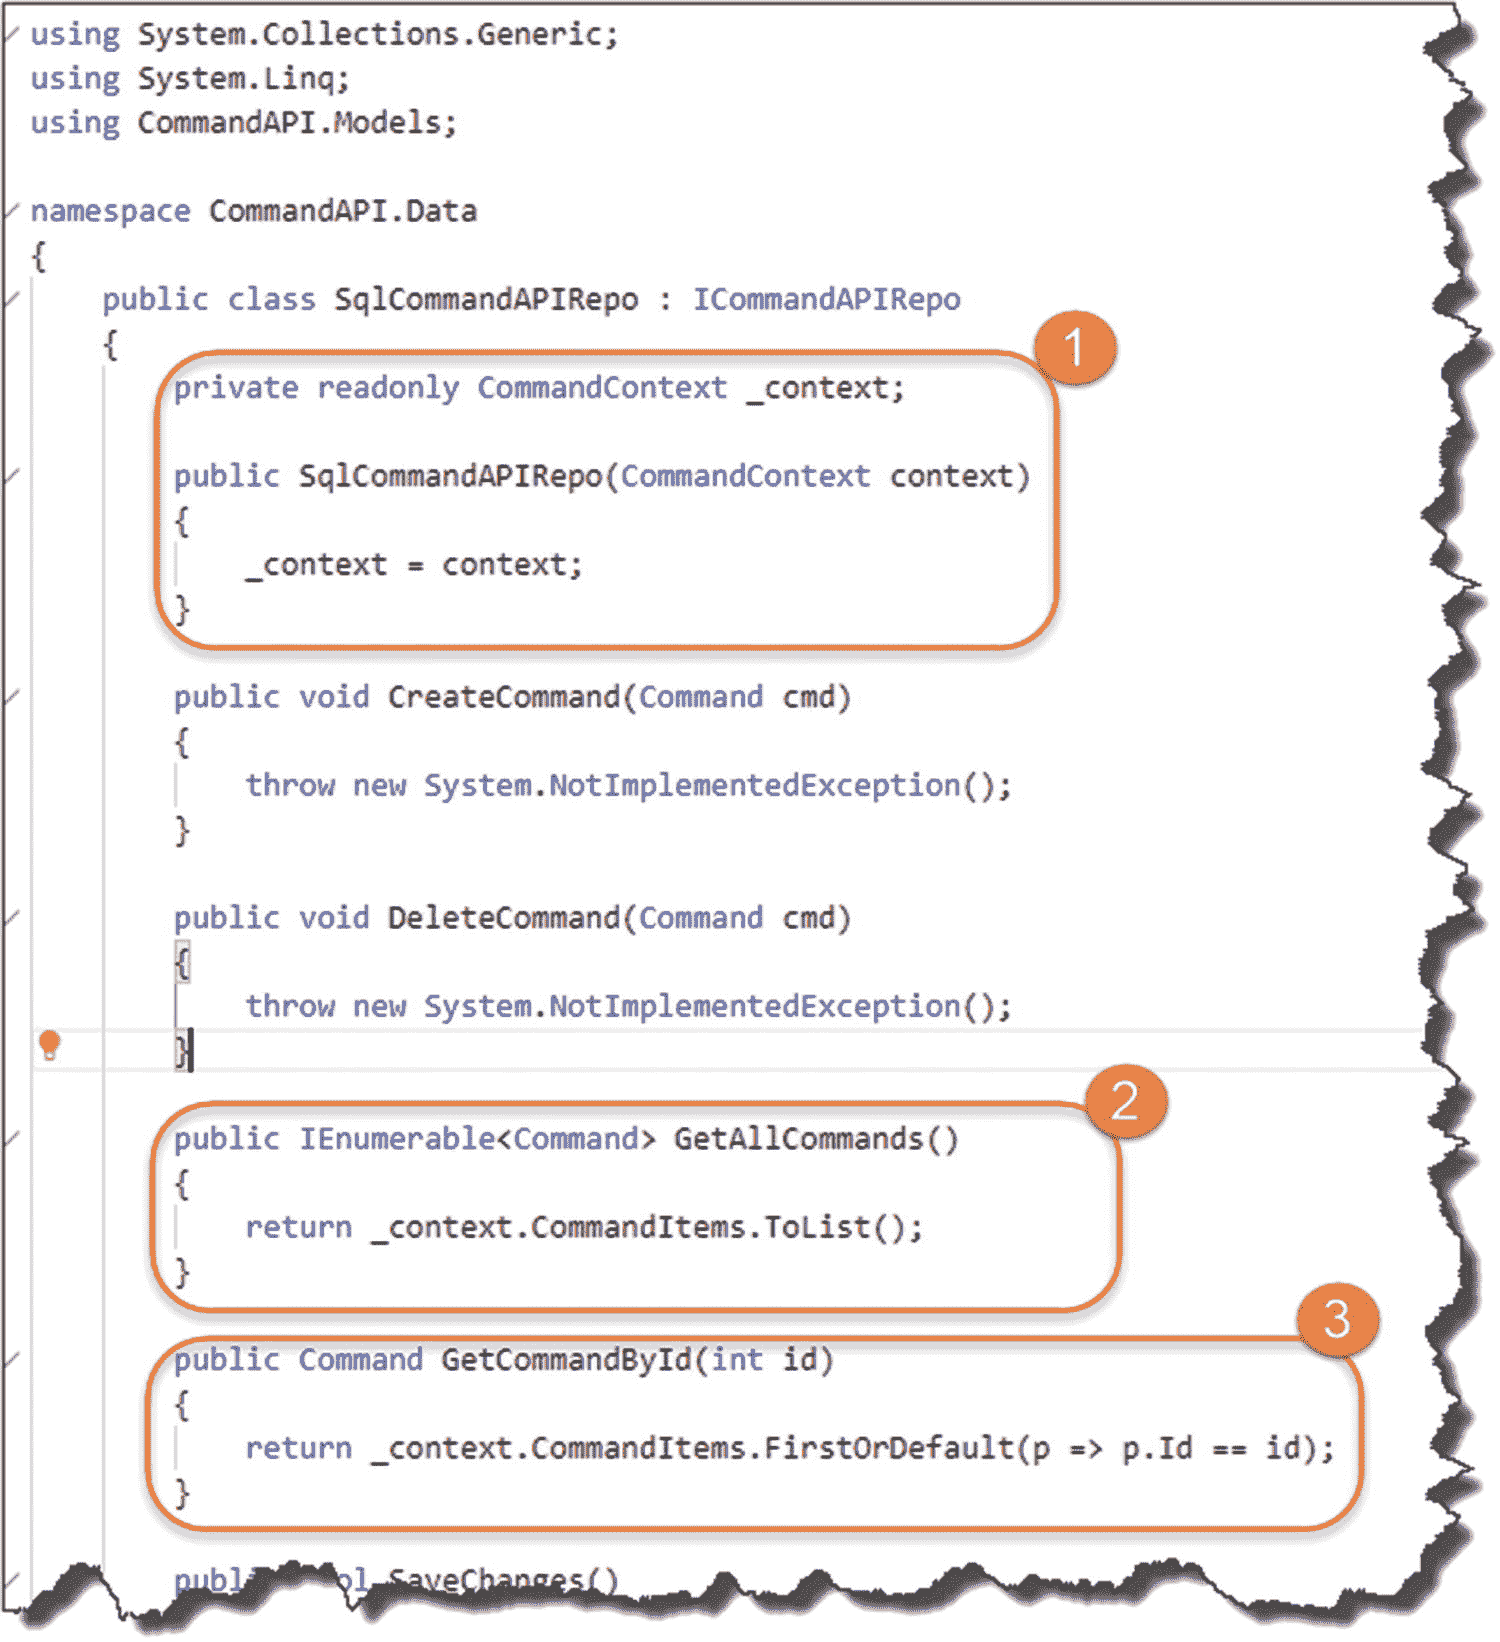 using System.Collections.Generic;
using System.Linq;
using CommandAPI.Models;
namespace CommandAPI.Data
{
public class SqlCommandAPIRepo : ICommandAPIRepo
{
1
private readonly CommandContext _context;
public SqlCommandAPIRepo(CommandContext context)
{
_context = context;
}
public void CreateCommand(Command cmd)
{
throw new System.NotImplementedException();
}
public void DeleteCommand(Command cmd)
{
throw new System.NotImplementedException();
}
2
public IEnumerable<Command> GetAllCommands()
{
return _context.CommandItems.ToList();
}
3
public Command GetCommandById(int id)
{
return _context.CommandItems.FirstOrDefault(p => p.Id == id);
}
SaveChanges()